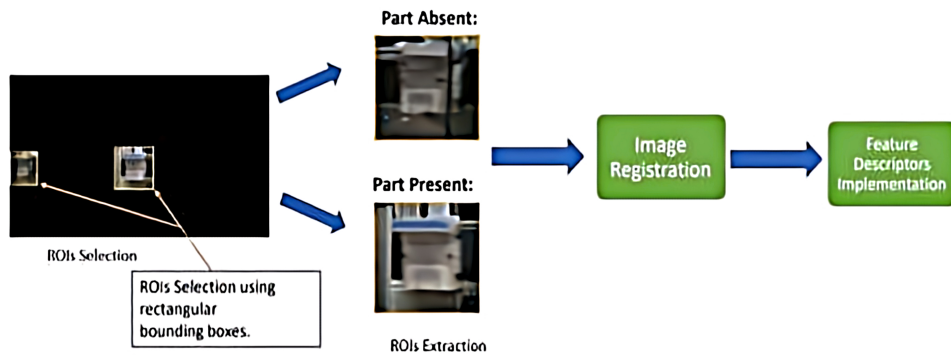 Part Absent:
ROIs Selection
ROIs Selection using
rectangular
bounding boxes.
Part Present:
ROIs Extraction
Image
Registration
Feature
Descriptors
Implementation